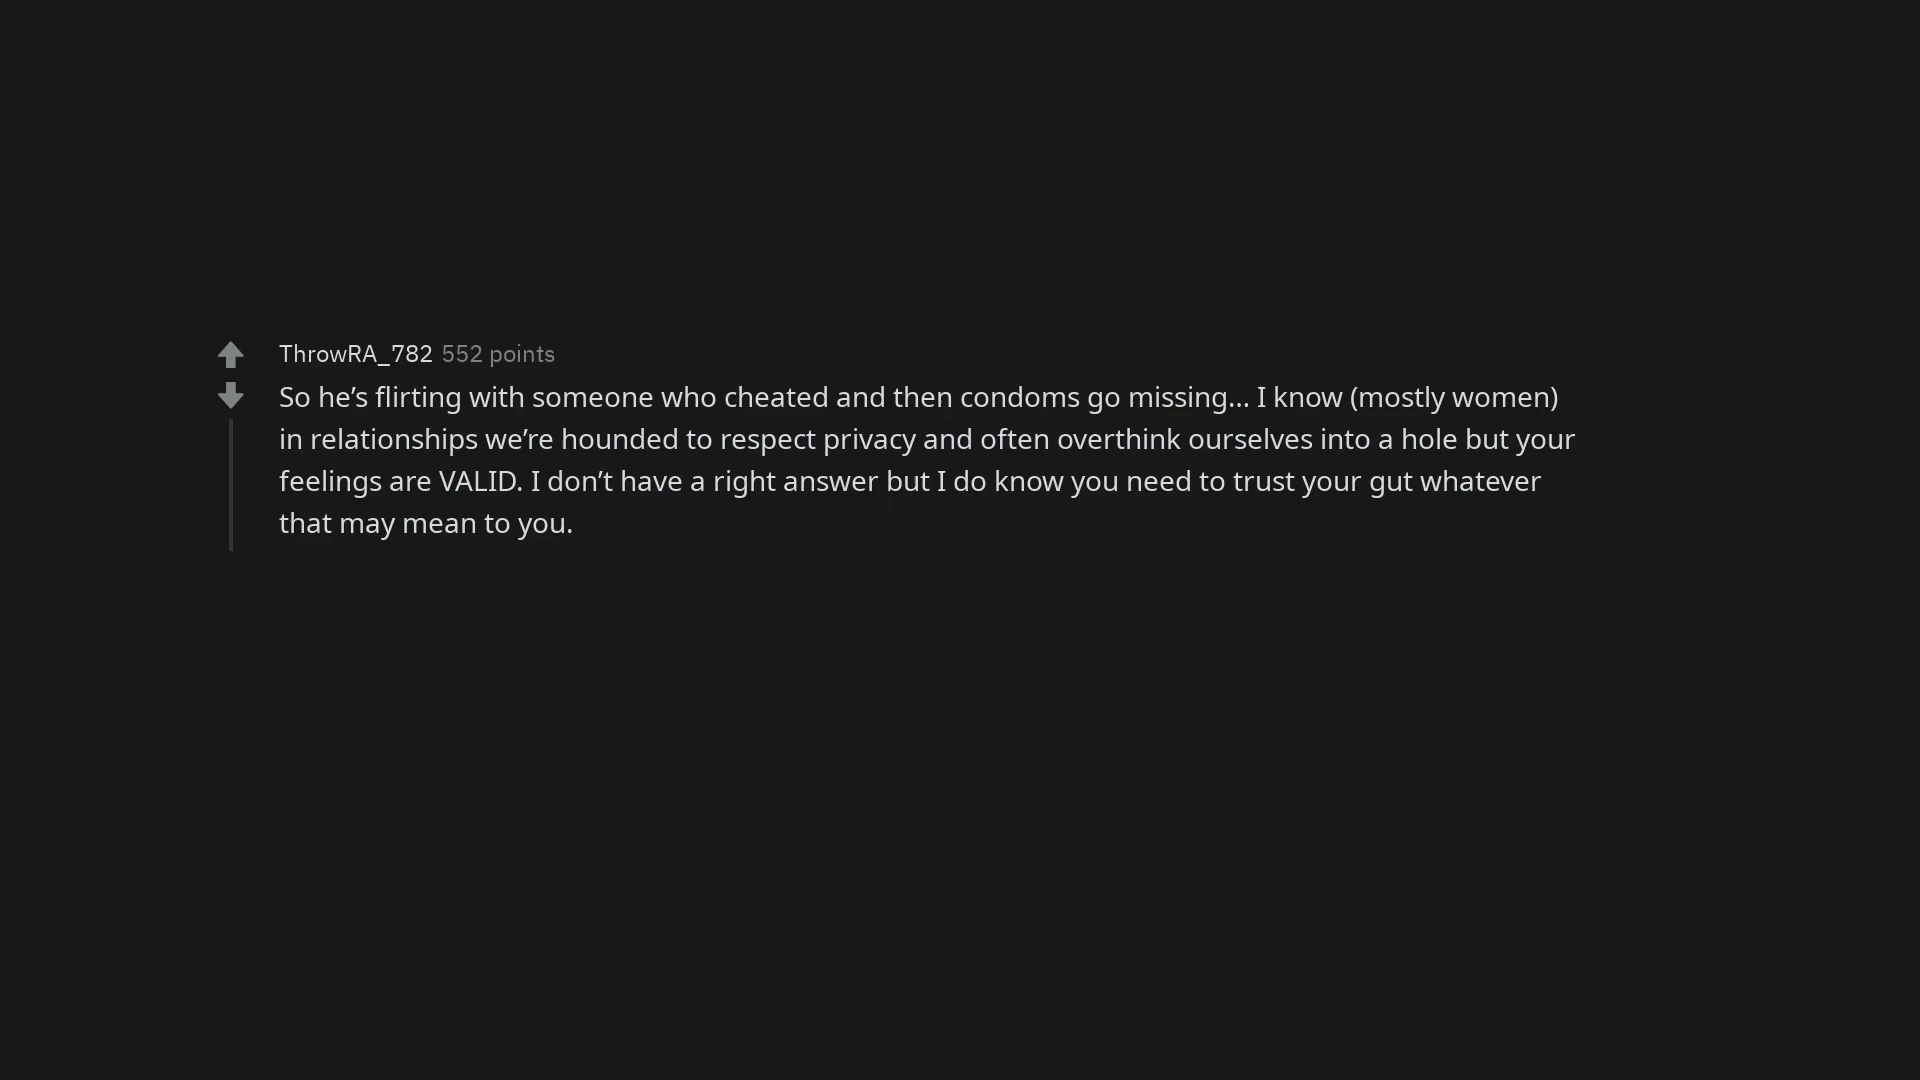 ThrowRA_782 552 points
So he’s flirting with someone who cheated and then condoms go missing... I know (mostly women)
in relationships we’re hounded to respect privacy and often overthink ourselves into a hole but your
feelings are VALID. I don’t have a right answer but I do know you need to trust your gut whatever
that may mean to you.